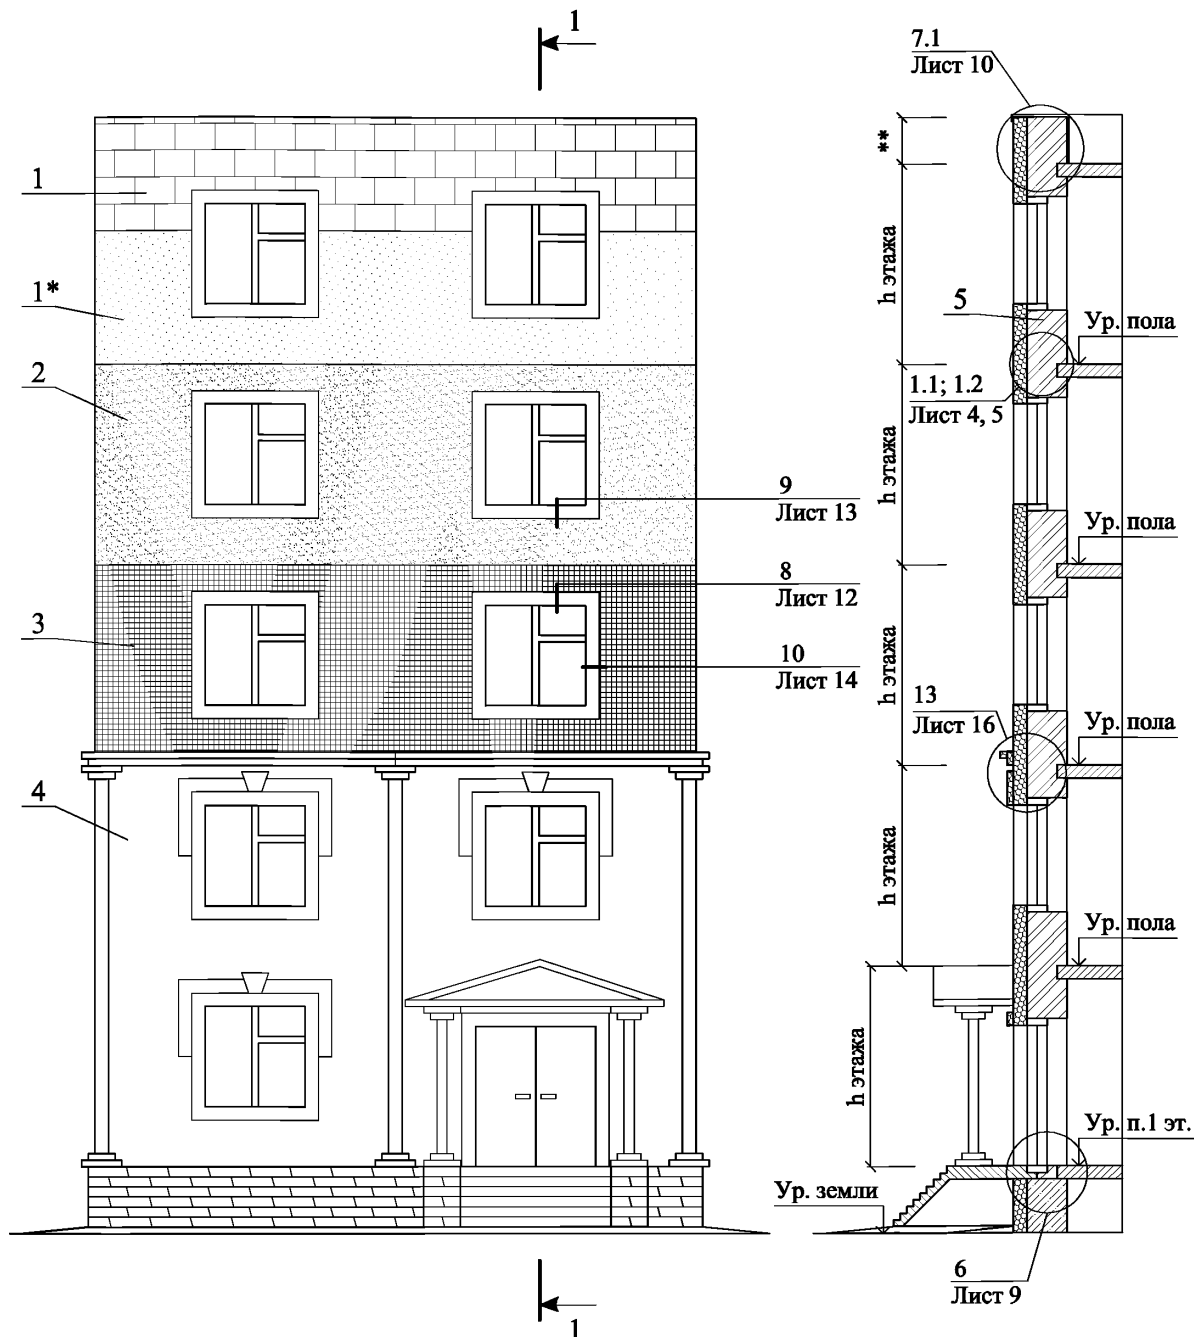 1
7.1
Лист 10
**
1
h этажа
1*
5
Ур. пола
2
1.1; 1.2
Лист 4, 5
h этажа
9
Лист 13
Ур. пола
8
Лист 12
3
h этажа
10
Лист 14
13
Лист 16
Ур. пола
4
h этажа
Ур. пола
h этажа
Ур. п.1 эт.
Ур. земли
6
Лист 9
1